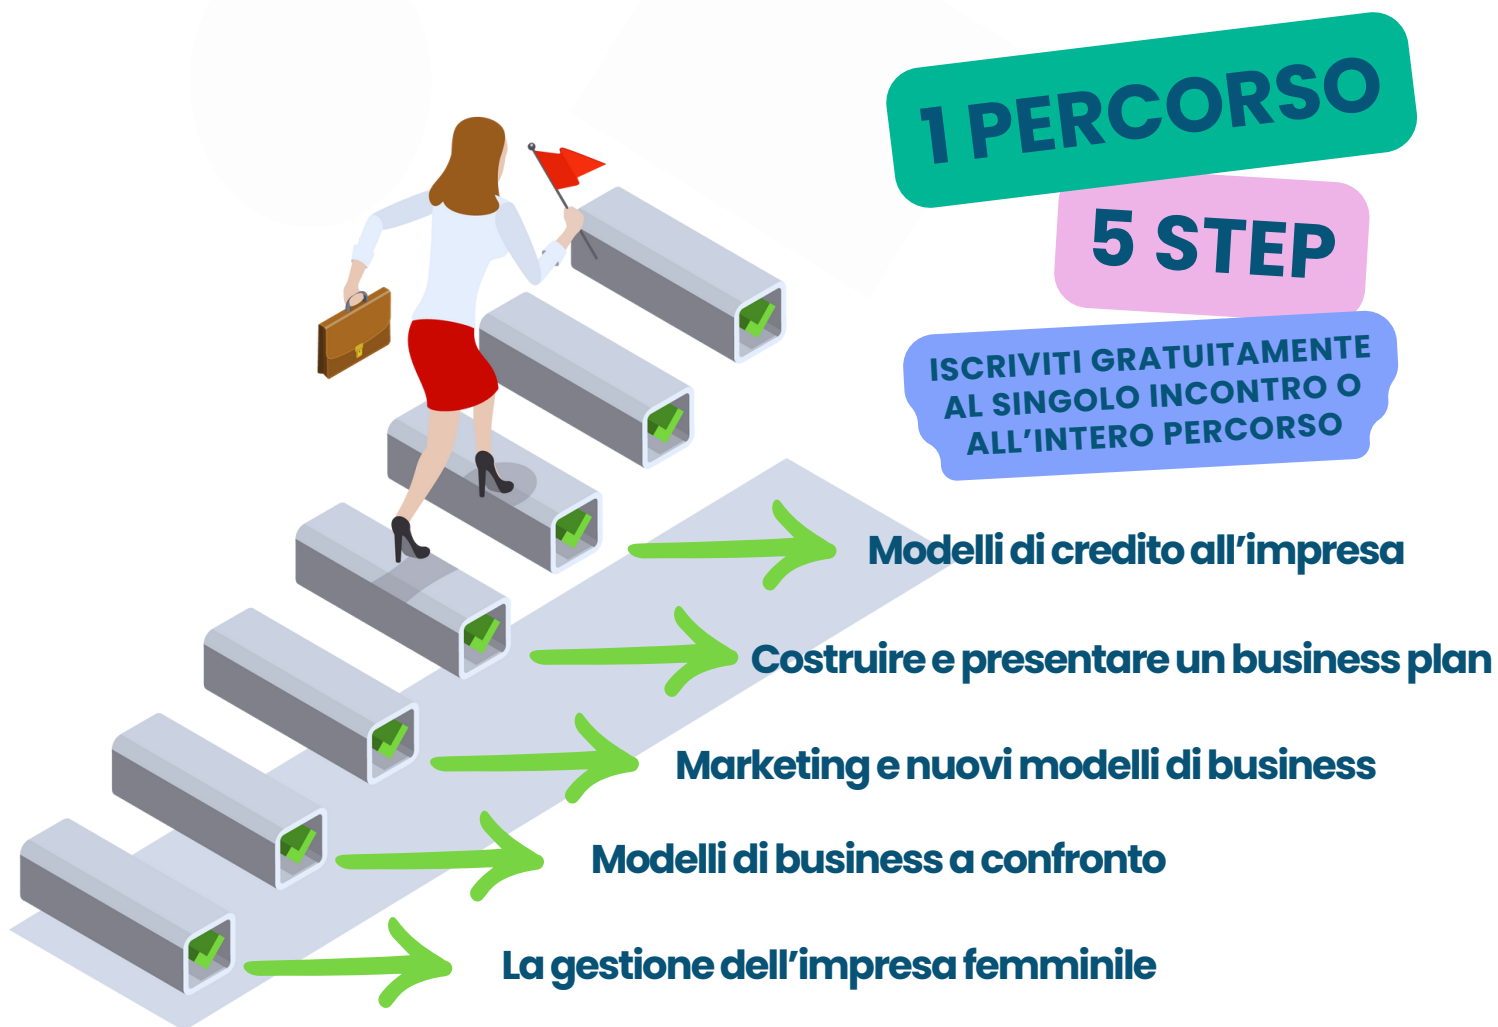 1 PERCORSO
5 STEP
ISCRIVITI GRATUITAMENTE
AL SINGOLO INCONTRO O
ALL’INTERO PERCORSO
Modelli di credito all’impresa
Costruire e presentare un business plan
Marketing e nuovi modelli di business
Modelli di business a confronto
La gestione dell’impresa femminile